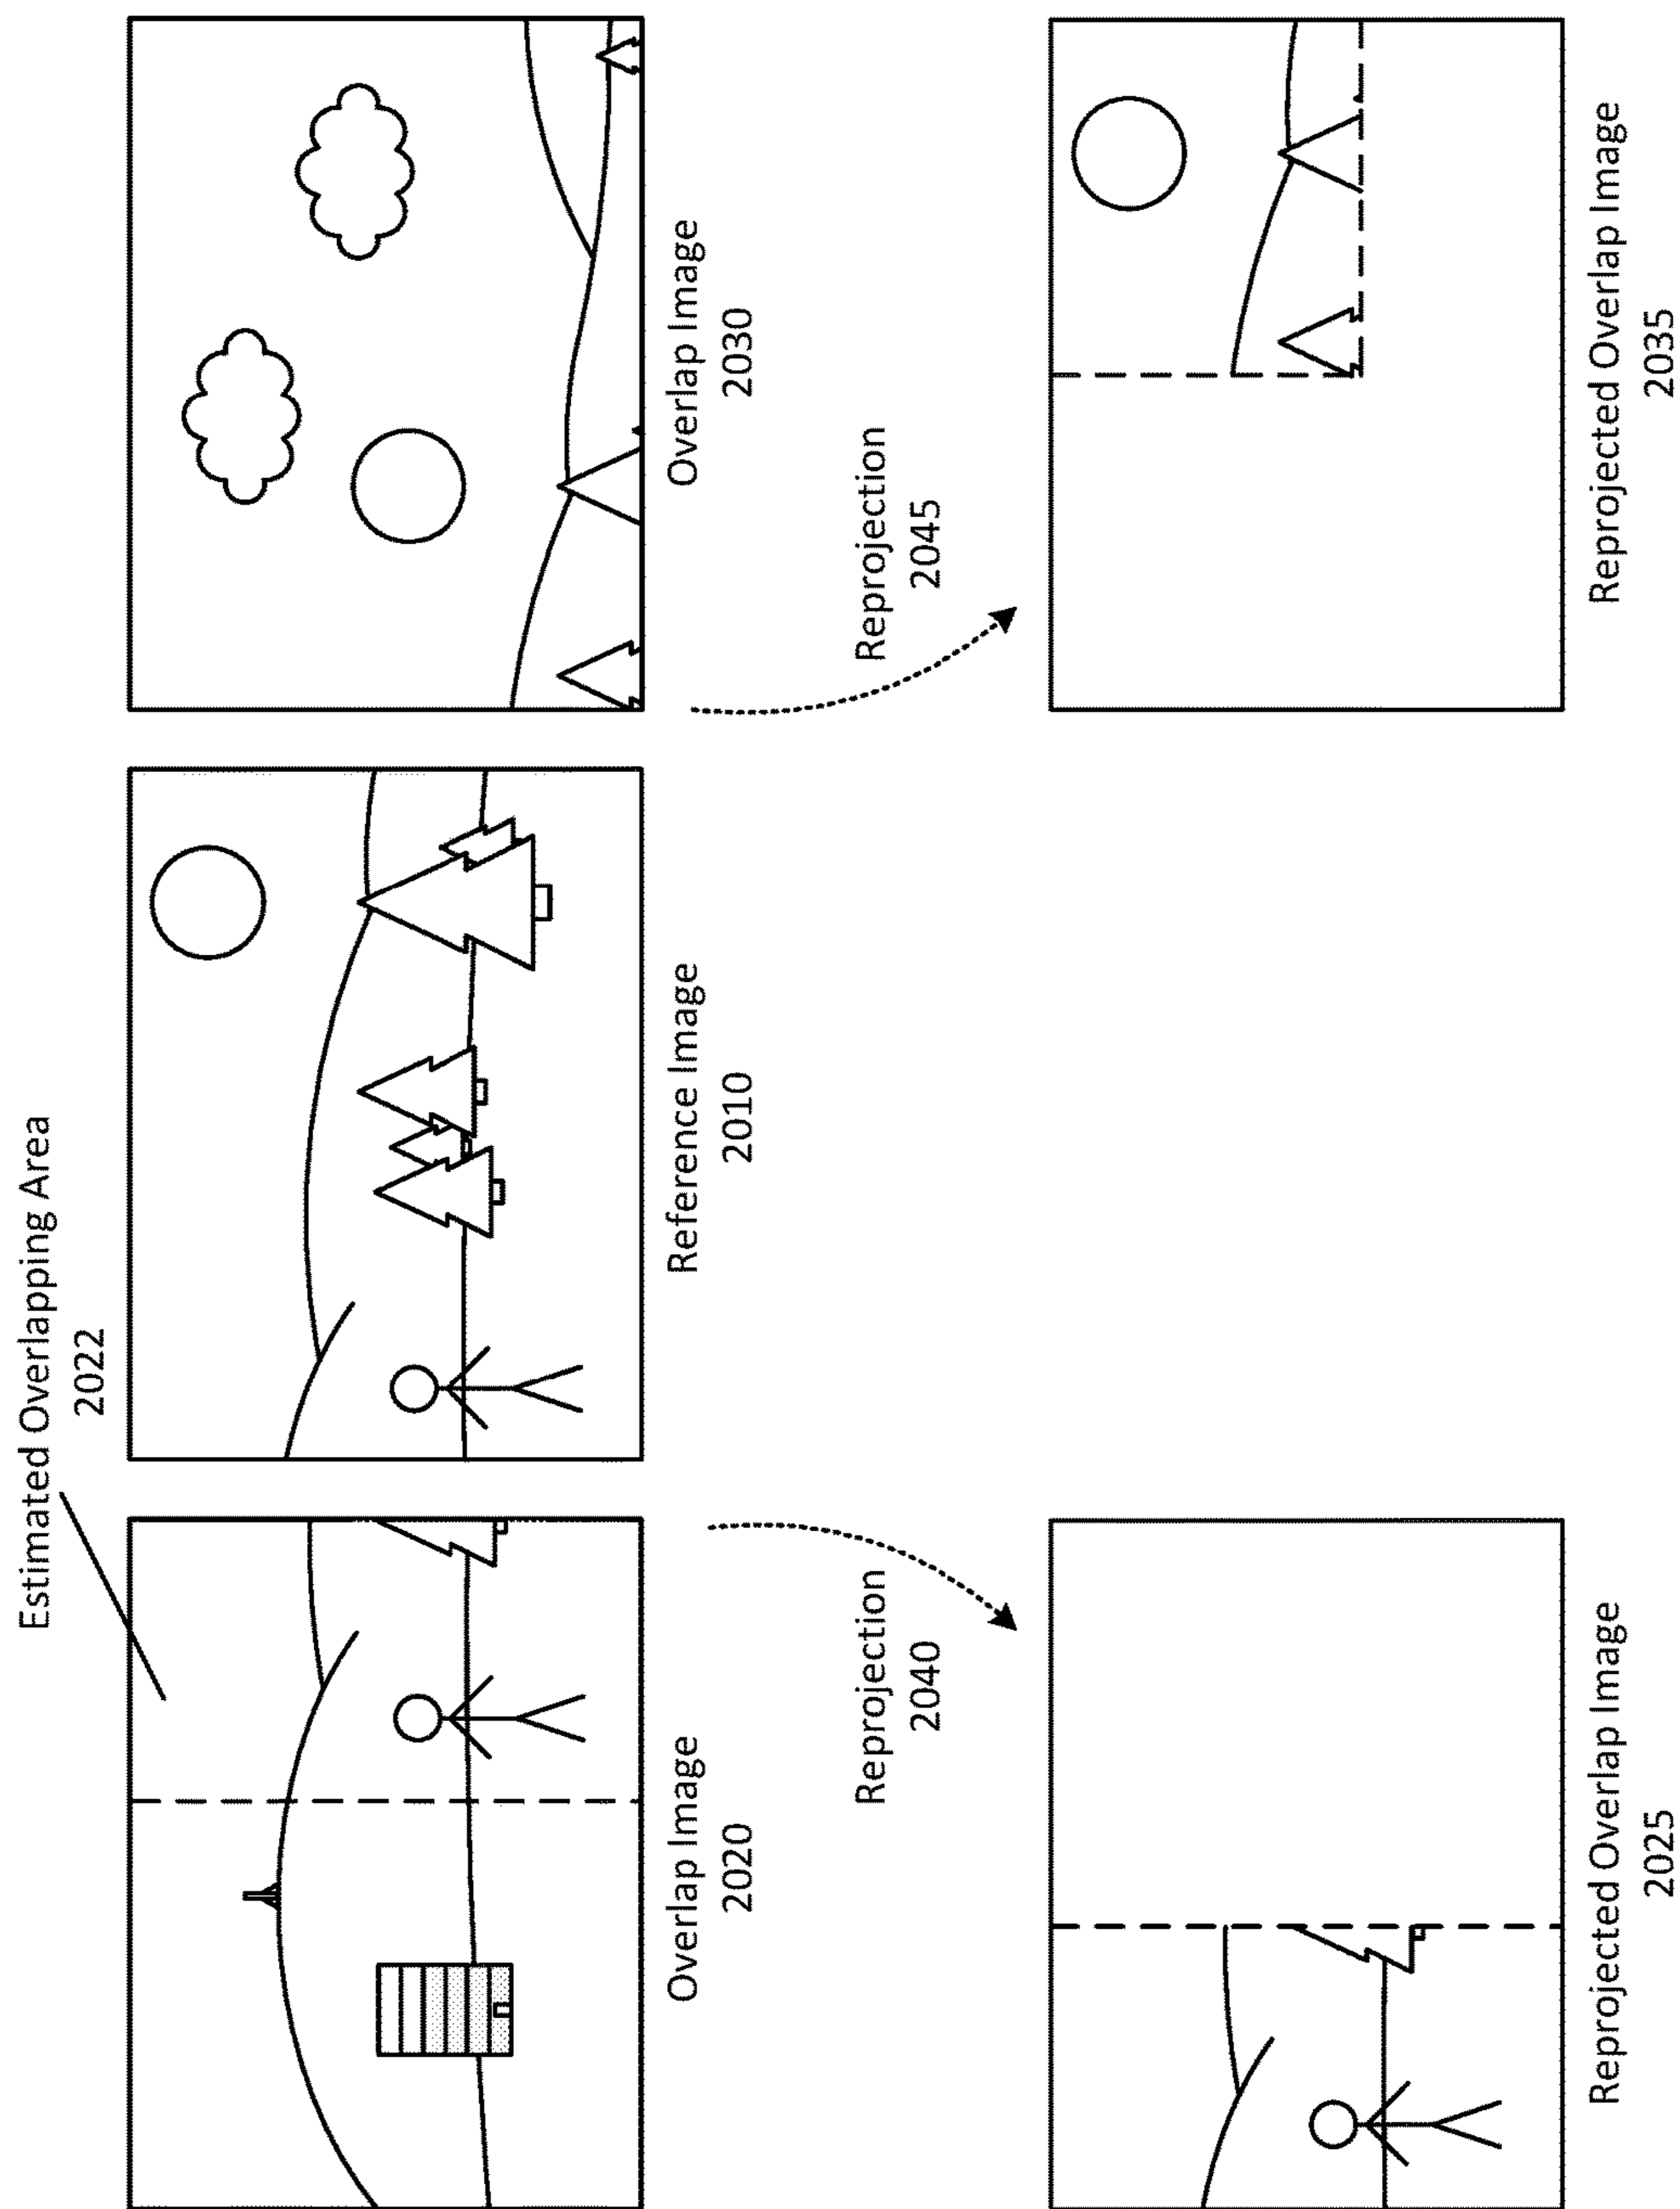 Estimated Overlapping Area
2022
Overlap Image
2020
Reference Image
2010
Overlap Image
2030
Reprojection
2040
Reprojection
2045
Reprojected Overlap Image
2025
Reprojected Overlap Image
2035